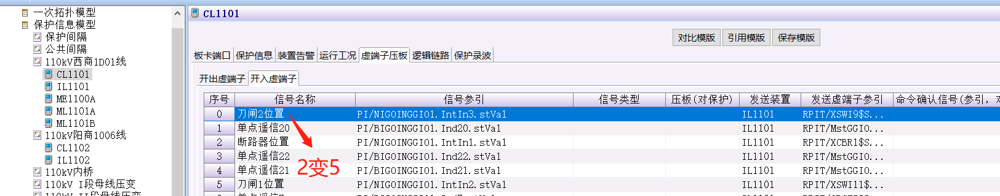 一次拓扑模型
保护信息模型
保护间隔
公共间隔
110kV西商1D01线
CL1101
IL1101
ME1100A
ML1101A
ML1101B
110kV阳商1006线
CL1102
IL1102
110kV内桥
110kV I段母线压变
110kV II段母线压变
CL1101
对比模版 引用模版 保存模版
板卡端口 保护信息 装置告警 运行工况 虚端子压板 逻辑链路 保护录波
开出虚端子 开入虚端子
序号 信号名称 信号参引 信号类型 压板(对保护) 发送装置 发送虚端子参引 命令确认信号(参引，
0 刀闸2位置 PI/NIGOINGGIO1.IntIn3.stVal IL1101 RPIT/XSWI9$S...
1 单点遥信20 PI/BIGOINGGIO1.Ind20.stVal IL1101 RPIT/MstGGIO...
2 断路器位置 PI/NIGOINGGIO1.IntIn1.stVal IL1101 RPIT/XCBR1$S...
3 单点遥信22 PI/BIGOINGGIO1.Ind22.stVal IL1101 RPIT/MstGGIO...
4 单点遥信21 PI/BIGOINGGIO1.Ind21.stVal IL1101 RPIT/MstGGIO...
5 刀闸1位置 PI/NIGOINGGIO1.IntIn2.stVal IL1101 RPIT/XSWI11$...
2变5